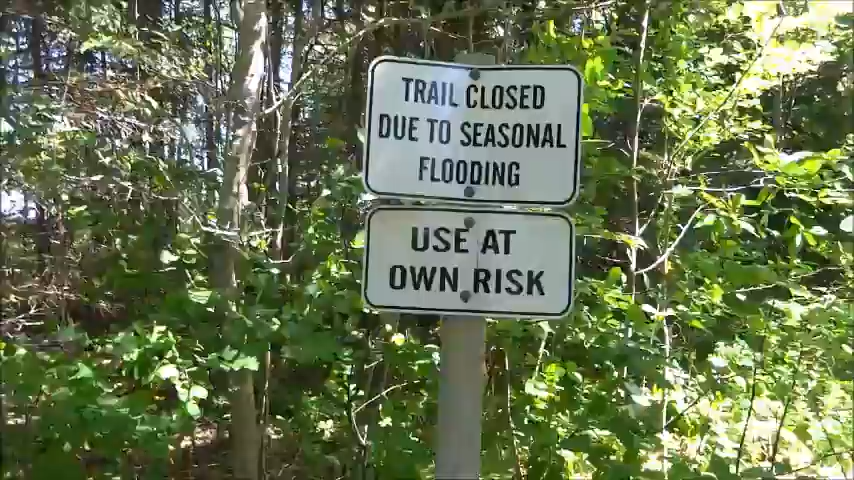 TRAIL CLOSED
DUE TO SEASONAL
FLOODING
USE AT
OWN RISK